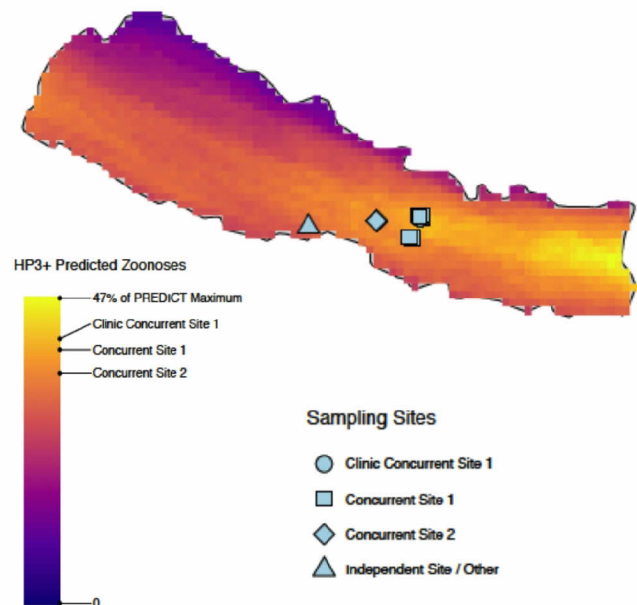 HP3+ Predicted Zoonoses
47% of PREDICT Maximum
Clinic Concurrent Site 1
Concurrent Site 1
Concurrent Site 2
0
Sampling Sites
Clinic Concurrent Site 1
Concurrent Site 1
Concurrent Site 2
Independent Site / Other